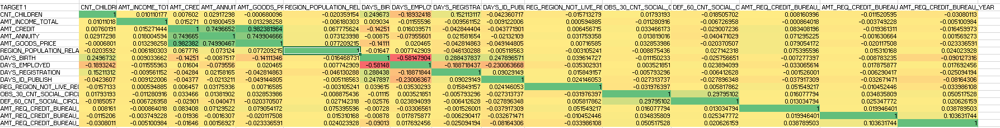 TARGET 1 CNT_CHILDR AMT_INCOME_TOT AMT_CRED AMT_ANNUIT AMT_GOODS_PR REGION_POPULATION_REL DAYS_BIR DAYS_EMPLO DAYS_REGISTRA DAYS_ID_PUBL REG_REGION_NOT_LIVE_RE OBS_30_CNT_SOCIAL_C DEF_60_CNT_SOCIAL_C AMT_REQ_CREDIT_BUREAU_ AMT_REQ_CREDIT_BUREAU_ AMT_REQ_CREDIT_BUREAU_YEAR
CNT_CHILDREN 1 0.01011017 0.007602 0.02917298 -0.00068096 -0.020359154 0.249673 -0.18932418 0.152113117 -0.042360717 -0.015713279 0.01793193 -0.018505702 0.008160996 -0.011520595 -0.03080113
AMT_INCOME_TOTAL 0.01011018 1 0.015271 0.01800459 0.013298258 -0.006180303 0.009034 -0.01155596 -0.009561152 -0.009122006 0.000594885 -0.011280916 -0.006726958 -0.000864018 -0.003749228 -0.005100984
AMT_CREDIT 0.00760191 0.015271444 1 0.7496652 0.982381964 0.067775624 -0.14251 0.016039571 -0.042844404 -0.043771901 0.006456715 0.033466173 -0.029007236 0.083408196 -0.019361311 -0.016459973
AMT_ANNUITY 0.02917298 0.018004594 0.749665 1 0.749904666 0.073123998 -0.00875 -0.07955601 0.021581654 -0.02132109 0.031759358 0.013819016 -0.040471029 0.071295225 -0.001630664 0.001569273
AMT_GOODS_PRICE -0.0006801 0.013298258 0.982382 0.74990467 1 0.077209215 -0.14111 0.020465 -0.042814863 -0.049144805 0.00716585 0.032853986 -0.020370507 0.079054172 -0.020117508 -0.023336591
REGION_POPULATION_RELA -0.0203592 -0.006180303 0.067776 0.073124 0.077209215 1 -0.01647 0.007742909 -0.046130288 -0.005118563 -0.003105241 -0.008875436 0.027142318 0.075395596 0.015310168 0.024023928
DAYS_BIRTH 0.2496732 0.009033662 -0.14251 -0.0087517 -0.14111346 -0.016468731 1 -0.58147904 0.288437837 0.247896571 0.039614727 -0.011150233 -0.025756651 -0.007277397 -0.008783235 -0.090127316
DAYS_EMPLOYED -0.1893242 -0.011555963 0.01604 -0.079556 0.020465 0.007742909 -0.58148 1 -0.188718437 -0.230063668 -0.035302931 0.003521851 0.023894099 -0.033065614 0.017875877 0.017692456
DAYS_REGISTRATION 0.15211312 -0.009561152 -0.04284 0.02158165 -0.042814863 -0.046130288 0.288438 -0.18871844 1 0.09029149 0.015849157 -0.005793296 -0.006412628 -0.001526001 -0.006290417 -0.025094194
DAYS_ID_PUBLISH -0.0423607 -0.009122006 -0.04377 -0.0213211 -0.049144805 -0.005118563 0.247897 -0.23006367 0.09029149 1 0.024146053 -0.027313737 -0.027896348 -0.037917309 -0.032671471 -0.08164306
REG_REGION_NOT_LIVE_REC -0.0157133 0.000594885 0.006457 0.03175936 0.00716585 -0.003105241 0.039615 -0.03530293 0.015849157 0.024146053 1 -0.031976397 0.005817862 0.051549217 -0.010452446 -0.033986108
OBS_30_CNT_SOCIAL_CIRC 0.01793193 -0.011280916 0.033466 0.01381902 0.032853986 -0.008875436 -0.01115 0.003521851 -0.005793296 -0.027313737 -0.031976397 1 0.29795102 0.016077794 0.034835809 0.050517528
DEF_60_CNT_SOCIAL_CIRCL -0.0185057 -0.006726958 -0.02901 -0.040471 -0.020370507 0.027142318 -0.02576 0.023894099 -0.006412628 -0.027896348 0.005817862 0.29795102 1 0.013034794 0.025347772 0.020626159
AMT_REQ_CREDIT_BUREAU_ 0.008161 -0.000864018 0.083408 0.07129522 0.079054172 0.075395596 -0.00728 -0.03306561 -0.001526001 -0.037917309 0.051549217 0.016077794 0.013034794 1 0.019946401 0.038789503
AMT_REQ_CREDIT_BUREAU_ -0.0115206 -0.003749228 -0.01936 -0.0016307 -0.020117508 0.015310168 -0.00878 0.017875877 -0.006290417 -0.032671471 -0.010452446 0.034835809 0.025347772 0.019946401 1 0.103631744
AMT_REQ_CREDIT_BUREAU_ -0.0308011 -0.005100984 -0.01646 0.00156927 -0.023336591 0.024023928 -0.09013 0.017692456 -0.025094194 -0.08164306 -0.033986108 0.050517528 0.020626159 0.038789503 0.103631744 1